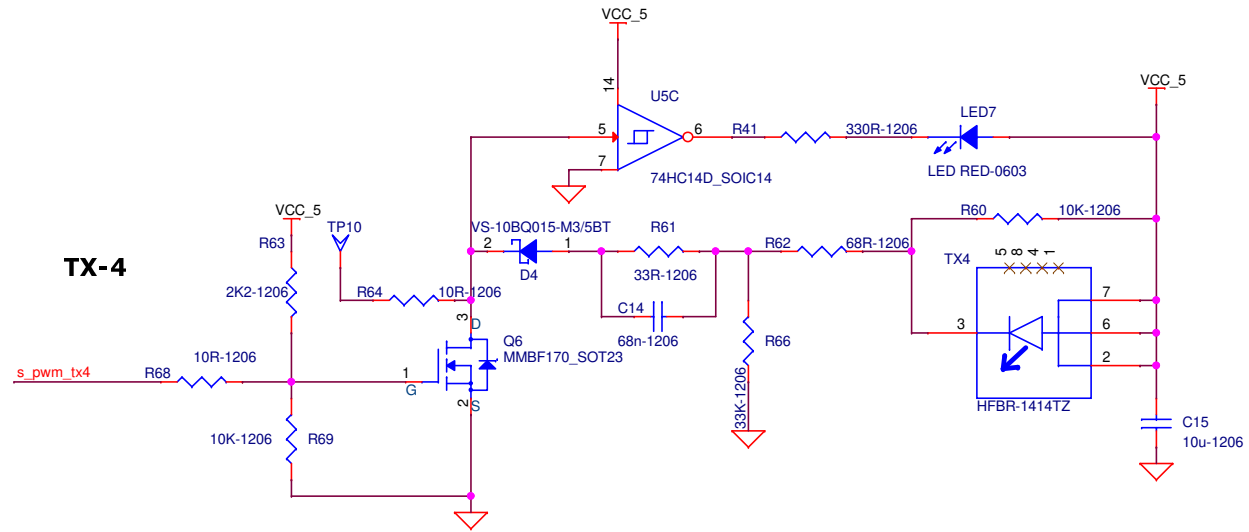 VCC_5
14
U5C
5
6
7
74HC14D_SOIC14
R41
330R-1206
LED7
LED RED-0603
VCC_5
VCC_5
R63
2K2-1206
TP10
TX-4
R64
10R-1206
VS-10BQ015-M3/5BT
2
1
D4
R61
33R-1206
C14
68n-1206
R62
68R-1206
R60
10K-1206
TX4
5
8
4
1
7
6
2
3
HFBR-1414TZ
R66
33K-1206
3
D
Q6
MMBF170_SOT23
1
G
2
S
s_pwm_tx4
R68
10R-1206
10K-1206
R69
C15
10u-1206